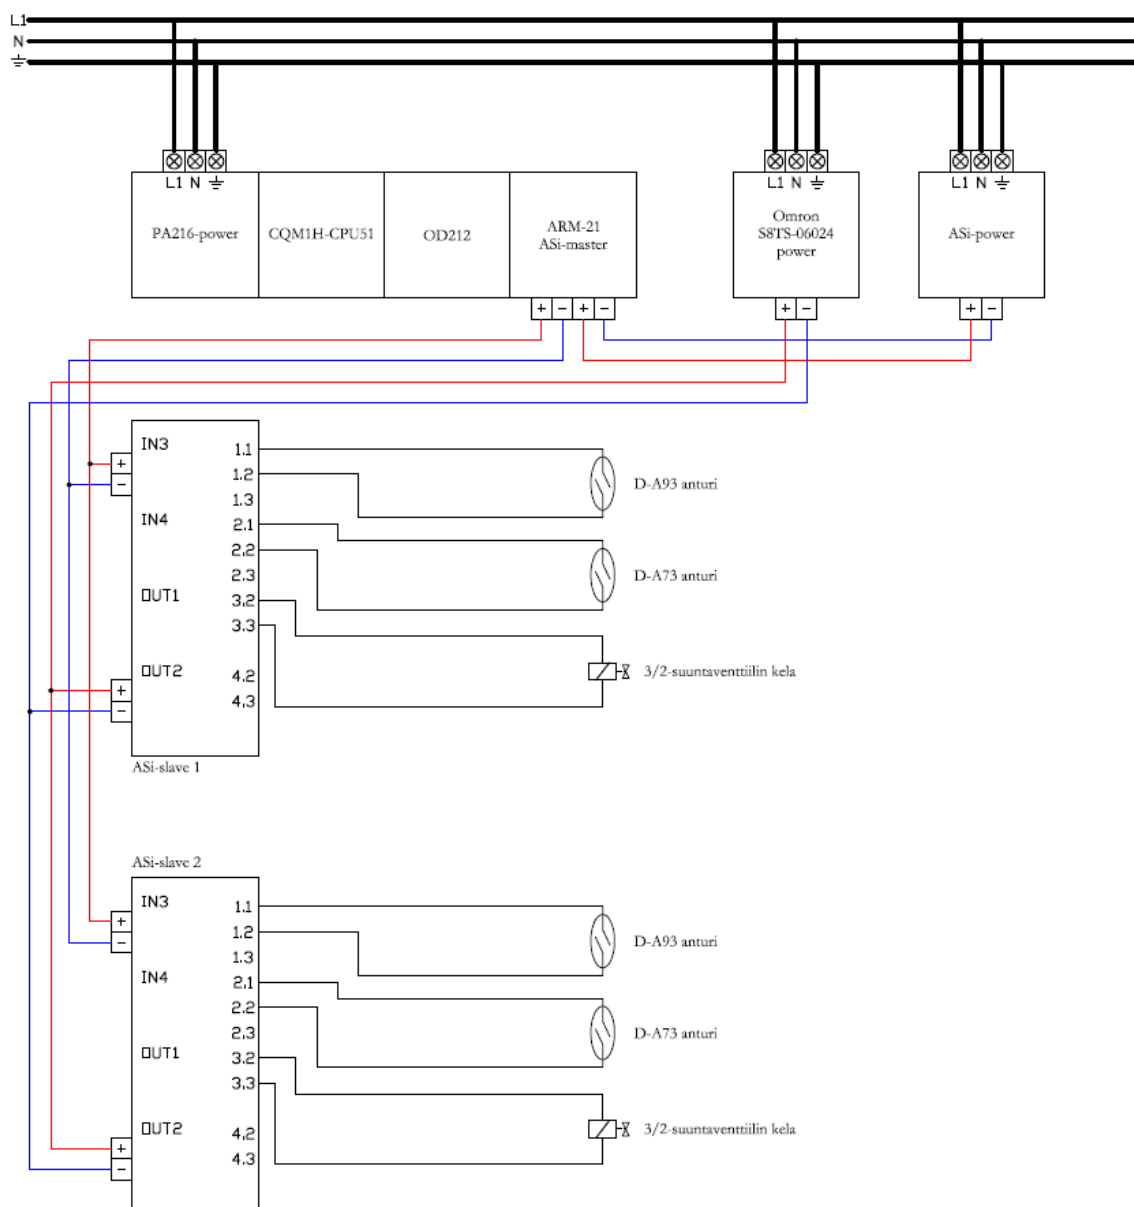 L1
N
L1 N
PA216-power
CQM1H-CPU51
OD212
ARM-21
ASi-master
+ - + -
L1 N
Omron
S8TS-06024
power
+ -
L1 N
ASi-power
+ -
IN3
+
-
IN4
OUT1
OUT2
+
-
1.1
1.2
1.3
2.1
2.2
2.3
3.2
3.3
4.2
4.3
D-A93 anturi
D-A73 anturi
3/2-suuntaventtiilin kela
ASi-slave 1
ASi-slave 2
IN3
+
-
IN4
OUT1
OUT2
+
-
1.1
1.2
1.3
2.1
2.2
2.3
3.2
3.3
4.2
4.3
D-A93 anturi
D-A73 anturi
3/2-suuntaventtiilin kela